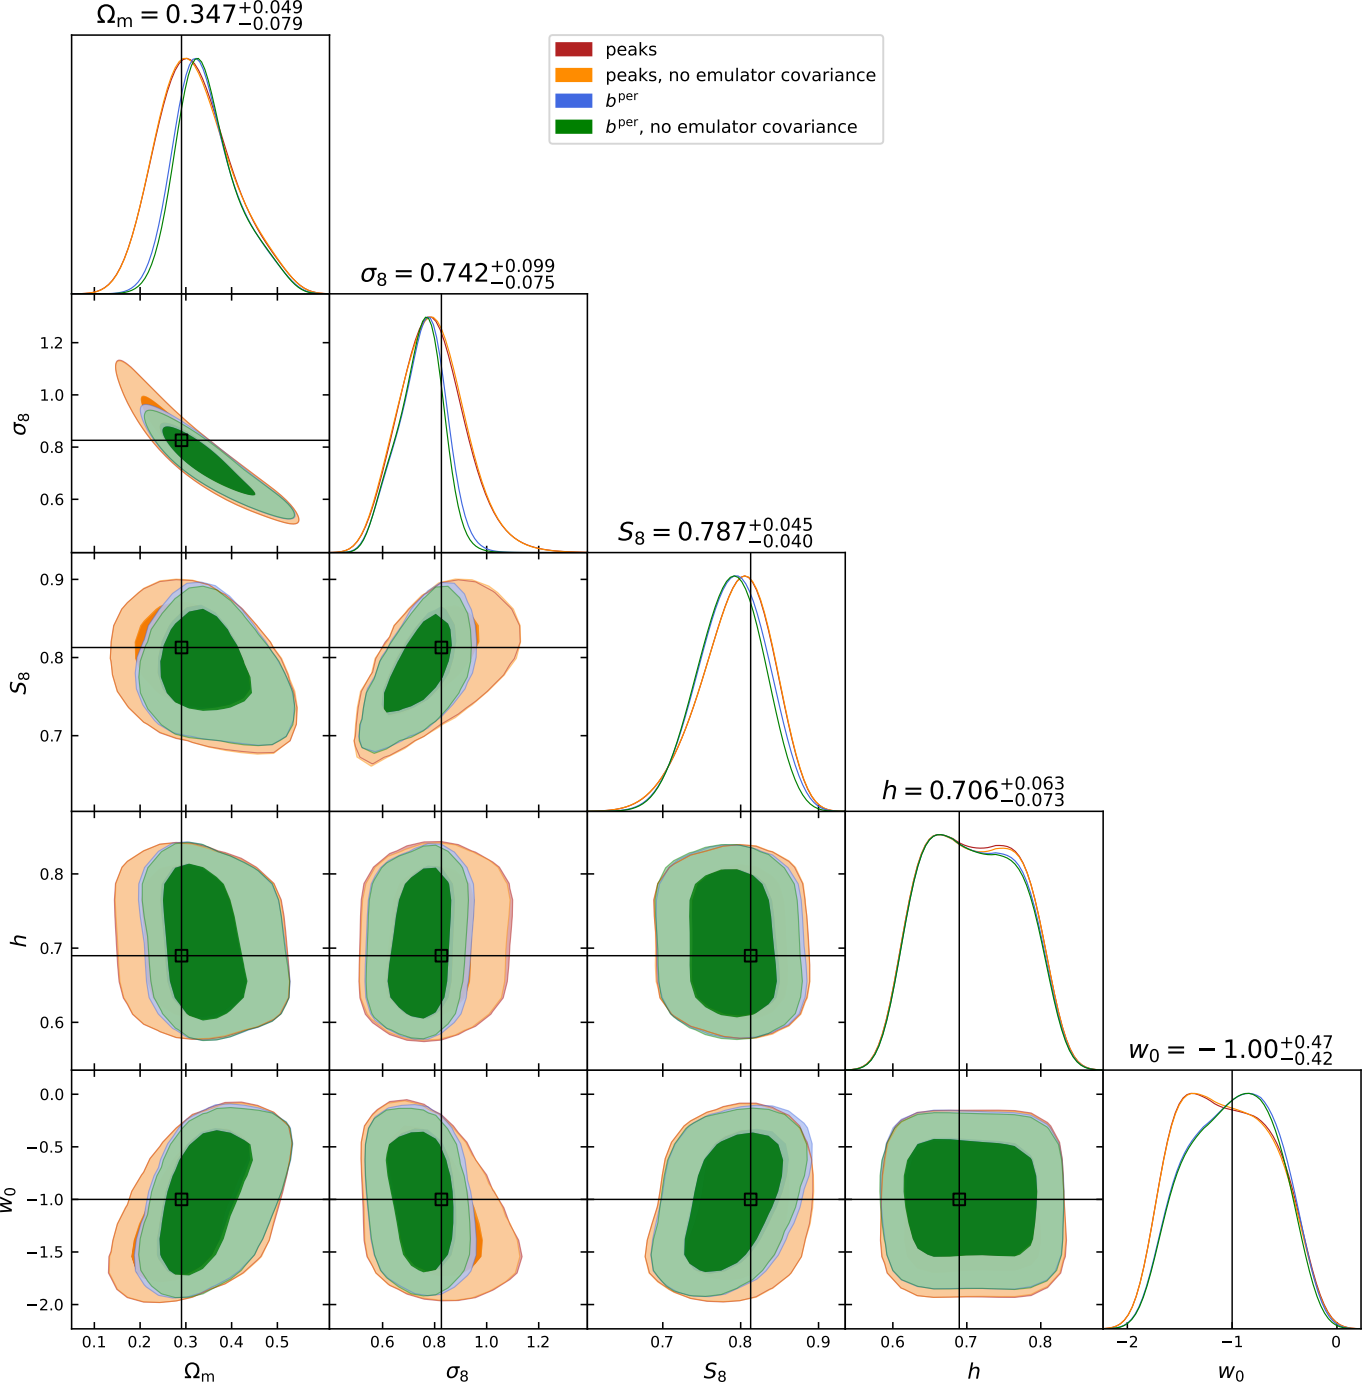 Ωₘ = 0.347⁺⁰·⁰⁴⁹₋₀.₀₇₉
peaks
peaks, no emulator covariance
bᵖᵉʳ
bᵖᵉʳ, no emulator covariance
σ₈ = 0.742⁺⁰·⁰⁹⁹₋₀.₀₇₅
1.2
1.0
0.8
0.6
σ₈
S₈ = 0.787⁺⁰·⁰⁴⁵₋₀.₀₄₀
0.9
0.8
0.7
S₈
h = 0.706⁺⁰·⁰⁶³₋₀.₀₇₃
0.8
0.7
0.6
h
w₀ = −1.00⁺⁰·⁴⁷₋₀.₄₂
0.0
−0.5
−1.0
−1.5
−2.0
w₀
0.1 0.2 0.3 0.4 0.5 0.6 0.8 1.0 1.2 0.7 0.8 0.9 0.6 0.7 0.8 −2 −1 0
Ωₘ σ₈ S₈ h w₀